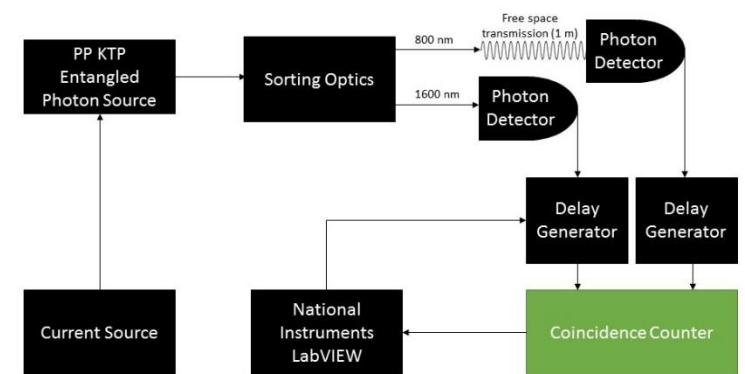 PP KTP
Entangled
Photon Source
Sorting Optics
800 nm
1600 nm
Free space
transmission (1 m)
Photon
Detector
Photon
Detector
Delay
Generator
Delay
Generator
Current Source
National
Instruments
LabVIEW
Coincidence Counter